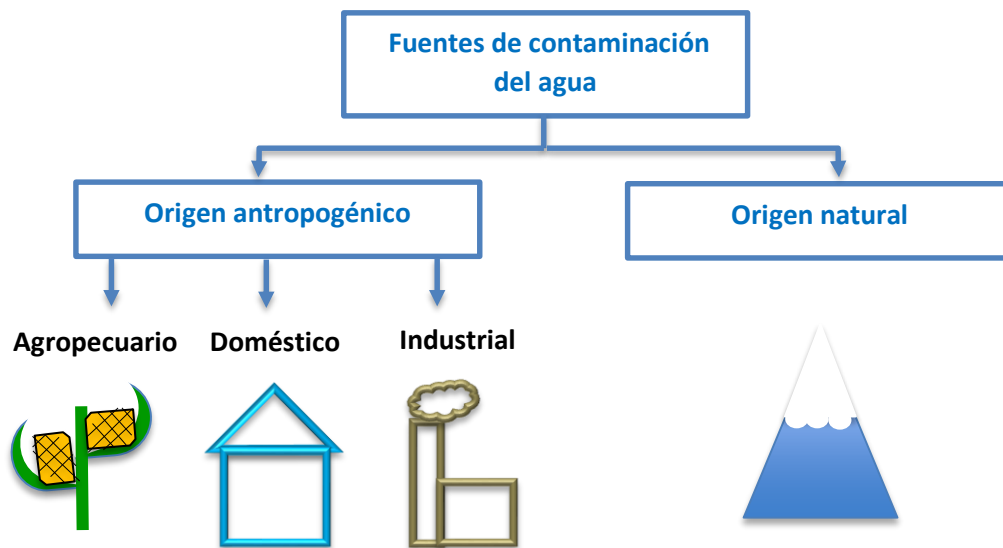 Fuentes de contaminación
del agua
Origen antropogénico
Origen natural
Agropecuario
Doméstico
Industrial